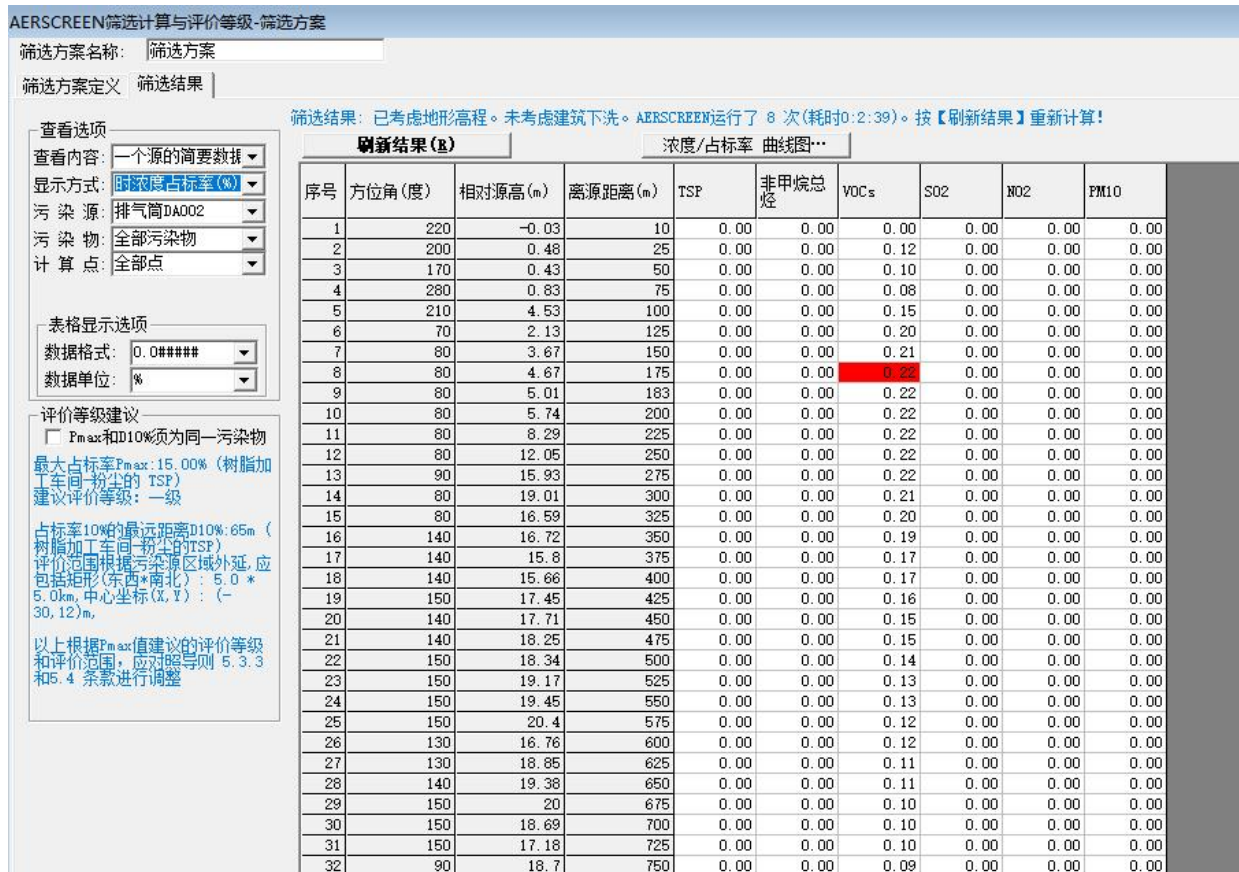 AERSCREEN筛选计算与评价等级-筛选方案
筛选方案名称: 筛选方案
筛选方案定义 筛选结果
筛选结果: 已考虑地形高程。未考虑建筑下洗。AERSCREEN运行了 8 次(耗时0:2:39)。按【刷新结果】重新计算!
查看选项
查看内容: 一个源的简要数据
显示方式: 时浓度占标率(%)
污 染 源: 排气筒DA002
污 染 物: 全部污染物
计 算 点: 全部点
表格显示选项
数据格式: 0.0#####
数据单位: %
评价等级建议
Pmax和D10%须为同一污染物
最大占标率Pmax:15.00% (树脂加
工车间-粉尘的 TSP)
建议评价等级: 一级
占标率10%的最远距离D10%:65m (
树脂加工车间-粉尘的TSP)
评价范围根据污染源区域外延,应
包括矩形(东西*南北) : 5.0 *
5.0km,中心坐标(X,Y) : (-
30,12)m,
以上根据Pmax值建议的评价等级
和评价范围, 应对照导则 5.3.3
和5.4 条款进行调整
刷新结果(R) 浓度/占标率 曲线图…
序号 方位角(度) 相对源高(m) 离源距离(m) TSP 非甲烷总烃 VOCs SO2 NO2 PM10
1 220 -0.03 10 0.00 0.00 0.00 0.00 0.00 0.00
2 200 0.48 25 0.00 0.00 0.12 0.00 0.00 0.00
3 170 0.43 50 0.00 0.00 0.10 0.00 0.00 0.00
4 280 0.83 75 0.00 0.00 0.08 0.00 0.00 0.00
5 210 4.53 100 0.00 0.00 0.15 0.00 0.00 0.00
6 70 2.13 125 0.00 0.00 0.20 0.00 0.00 0.00
7 80 3.67 150 0.00 0.00 0.21 0.00 0.00 0.00
8 80 4.67 175 0.00 0.00 0.22 0.00 0.00 0.00
9 80 5.01 183 0.00 0.00 0.22 0.00 0.00 0.00
10 80 5.74 200 0.00 0.00 0.22 0.00 0.00 0.00
11 80 8.29 225 0.00 0.00 0.22 0.00 0.00 0.00
12 80 12.05 250 0.00 0.00 0.22 0.00 0.00 0.00
13 90 15.93 275 0.00 0.00 0.22 0.00 0.00 0.00
14 80 19.01 300 0.00 0.00 0.21 0.00 0.00 0.00
15 80 16.59 325 0.00 0.00 0.20 0.00 0.00 0.00
16 140 16.72 350 0.00 0.00 0.19 0.00 0.00 0.00
17 140 15.8 375 0.00 0.00 0.17 0.00 0.00 0.00
18 140 15.66 400 0.00 0.00 0.17 0.00 0.00 0.00
19 150 17.45 425 0.00 0.00 0.16 0.00 0.00 0.00
20 140 17.71 450 0.00 0.00 0.15 0.00 0.00 0.00
21 140 18.25 475 0.00 0.00 0.15 0.00 0.00 0.00
22 150 18.34 500 0.00 0.00 0.14 0.00 0.00 0.00
23 150 19.17 525 0.00 0.00 0.13 0.00 0.00 0.00
24 150 19.45 550 0.00 0.00 0.13 0.00 0.00 0.00
25 150 20.4 575 0.00 0.00 0.12 0.00 0.00 0.00
26 130 16.76 600 0.00 0.00 0.12 0.00 0.00 0.00
27 130 18.85 625 0.00 0.00 0.11 0.00 0.00 0.00
28 140 19.38 650 0.00 0.00 0.11 0.00 0.00 0.00
29 150 20 675 0.00 0.00 0.10 0.00 0.00 0.00
30 150 18.69 700 0.00 0.00 0.10 0.00 0.00 0.00
31 150 17.18 725 0.00 0.00 0.10 0.00 0.00 0.00
32 90 18.7 750 0.00 0.00 0.09 0.00 0.00 0.00